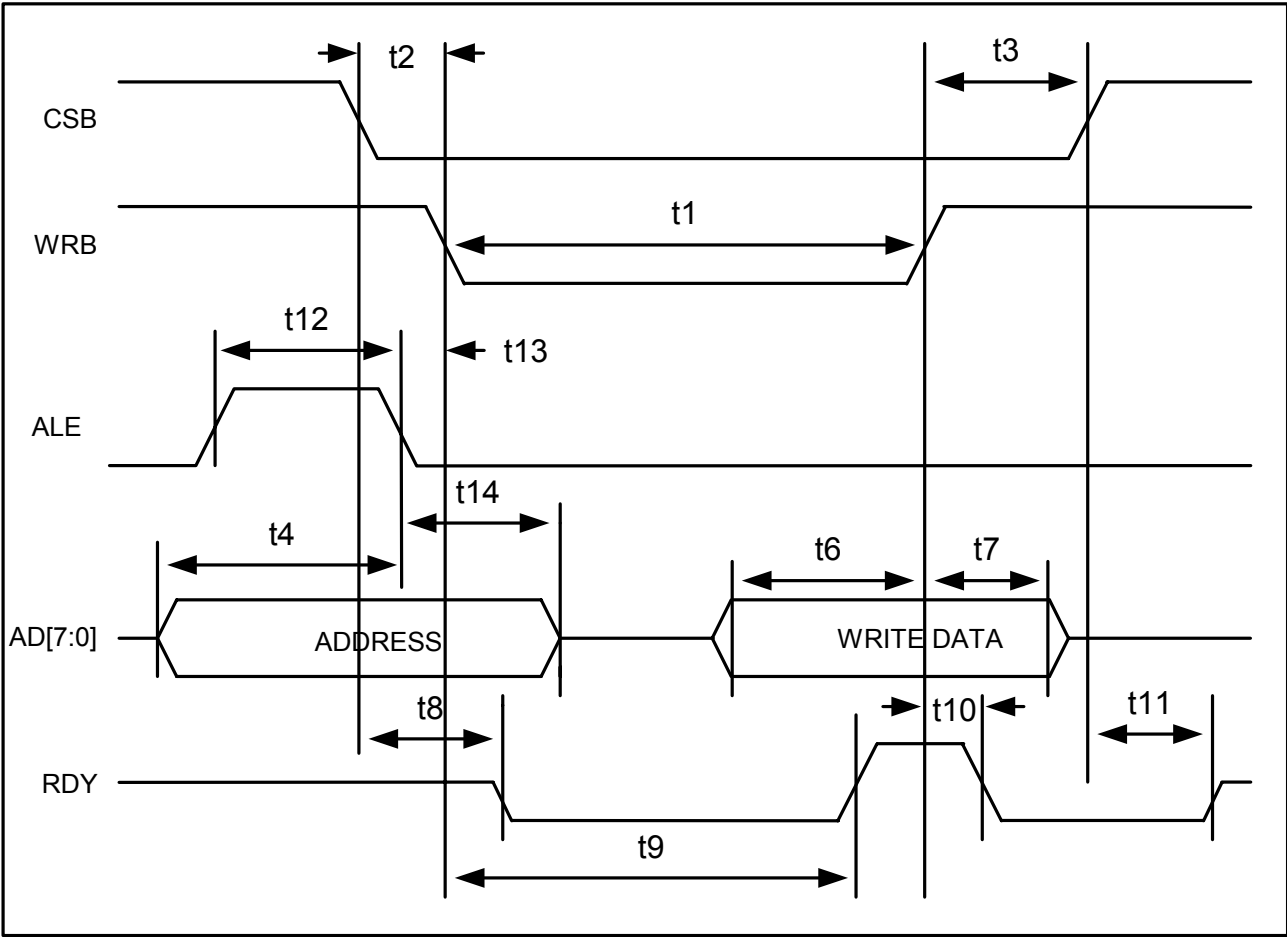 t2
t3
CSB
t1
WRB
t12
t13
ALE
t14
t4
t6
t7
AD[7:0]
ADDRESS
WRITE DATA
t8
t10
t11
RDY
t9